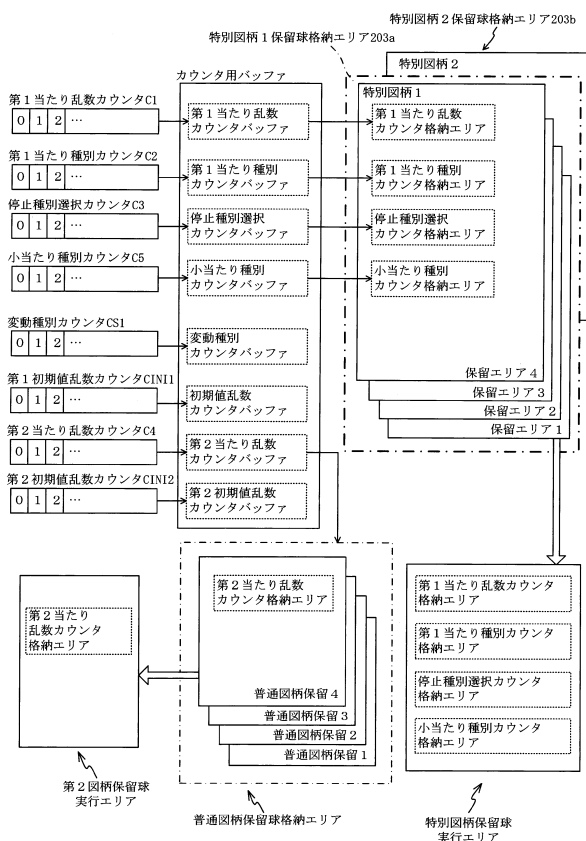 特別図柄2保留球格納エリア203b
特別図柄1保留球格納エリア203a
特別図柄2
カウンタ用バッファ
特別図柄1
第1当たり乱数カウンタC1
0 1 2 …
第1当たり乱数
カウンタバッファ
第1当たり乱数
カウンタ格納エリア
第1当たり種別カウンタC2
0 1 2 …
第1当たり種別
カウンタバッファ
第1当たり種別
カウンタ格納エリア
停止種別選択カウンタC3
0 1 2 …
停止種別選択
カウンタバッファ
停止種別選択
カウンタ格納エリア
小当たり種別カウンタC5
0 1 2 …
小当たり種別
カウンタバッファ
小当たり種別
カウンタ格納エリア
変動種別カウンタCS1
0 1 2 …
変動種別
カウンタバッファ
第1初期値乱数カウンタCINI1
0 1 2 …
初期値乱数
カウンタバッファ
第2当たり乱数カウンタC4
0 1 2 …
第2当たり乱数
カウンタバッファ
第2初期値乱数カウンタCINI2
0 1 2 …
第2初期値乱数
カウンタバッファ
保留エリア4
保留エリア3
保留エリア2
保留エリア1
第2当たり
乱数カウンタ
格納エリア
第2図柄保留球
実行エリア
第2当たり乱数
カウンタ格納エリア
普通図柄保留4
普通図柄保留3
普通図柄保留2
普通図柄保留1
普通図柄保留球格納エリア
第1当たり乱数カウンタ
格納エリア
第1当たり種別カウンタ
格納エリア
停止種別選択カウンタ
格納エリア
小当たり種別カウンタ
格納エリア
特別図柄保留球
実行エリア